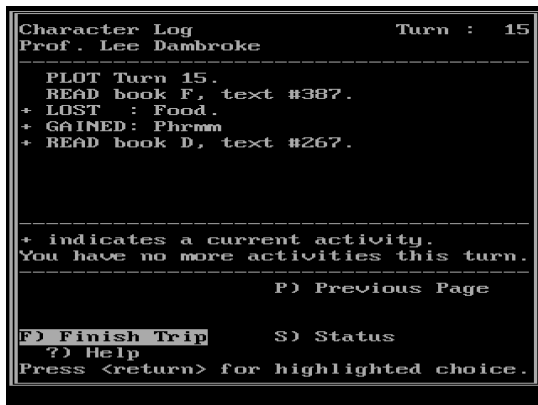 Character Log Turn : 15
Prof. Lee Dambroke
PLOT Turn 15.
READ book F, text #387.
+ LOST : Food.
+ GAINED: Phrmm
+ READ book D, text #267.
+ indicates a current activity.
You have no more activities this turn.
P) Previous Page
F) Finish Trip S) Status
?) Help
Press <return> for highlighted choice.